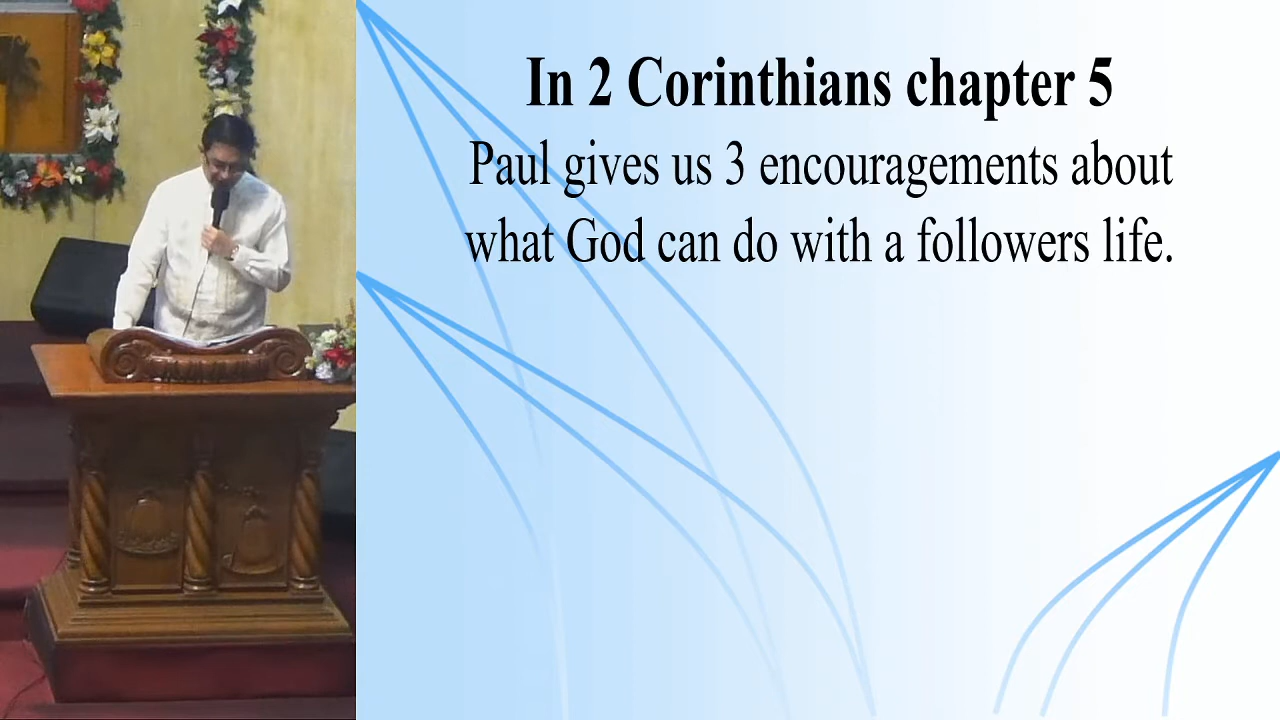 In 2 Corinthians chapter 5
Paul gives us 3 encouragements about
what God can do with a followers life.